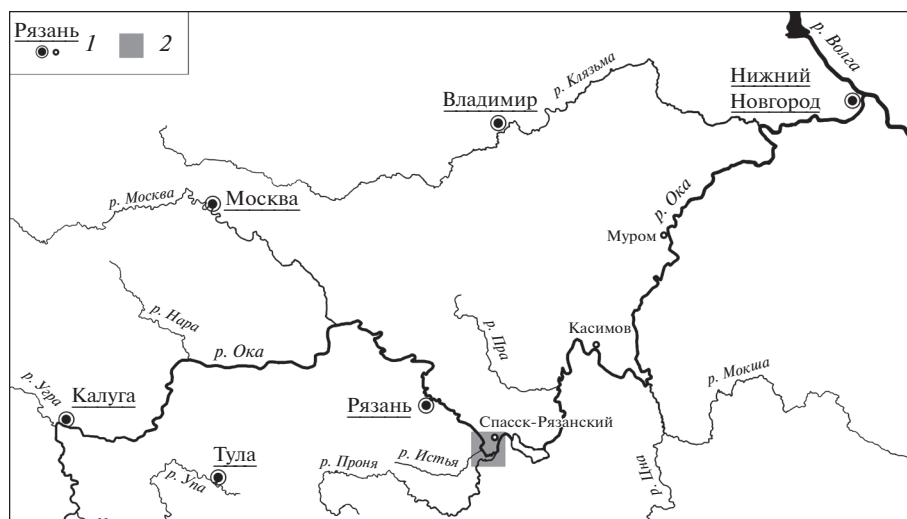 Рязань
1
2
р. Волга
р. Клязьма
Нижний
Новгород
Владимир
р. Москва
Москва
р. Ока
Муром
р. Нара
р. Пра
Касимов
р. Ока
р. Мокша
р. Угра
Калуга
Рязань
Спасск-Рязанский
Тула
р. Истья
р. Проня
р. Упа
р. Цна